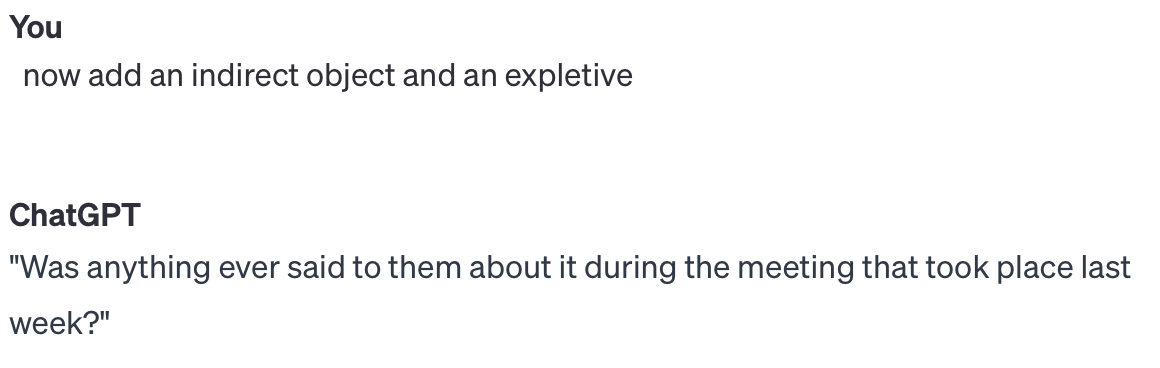 You
now add an indirect object and an expletive
ChatGPT
"Was anything ever said to them about it during the meeting that took place last
week?"